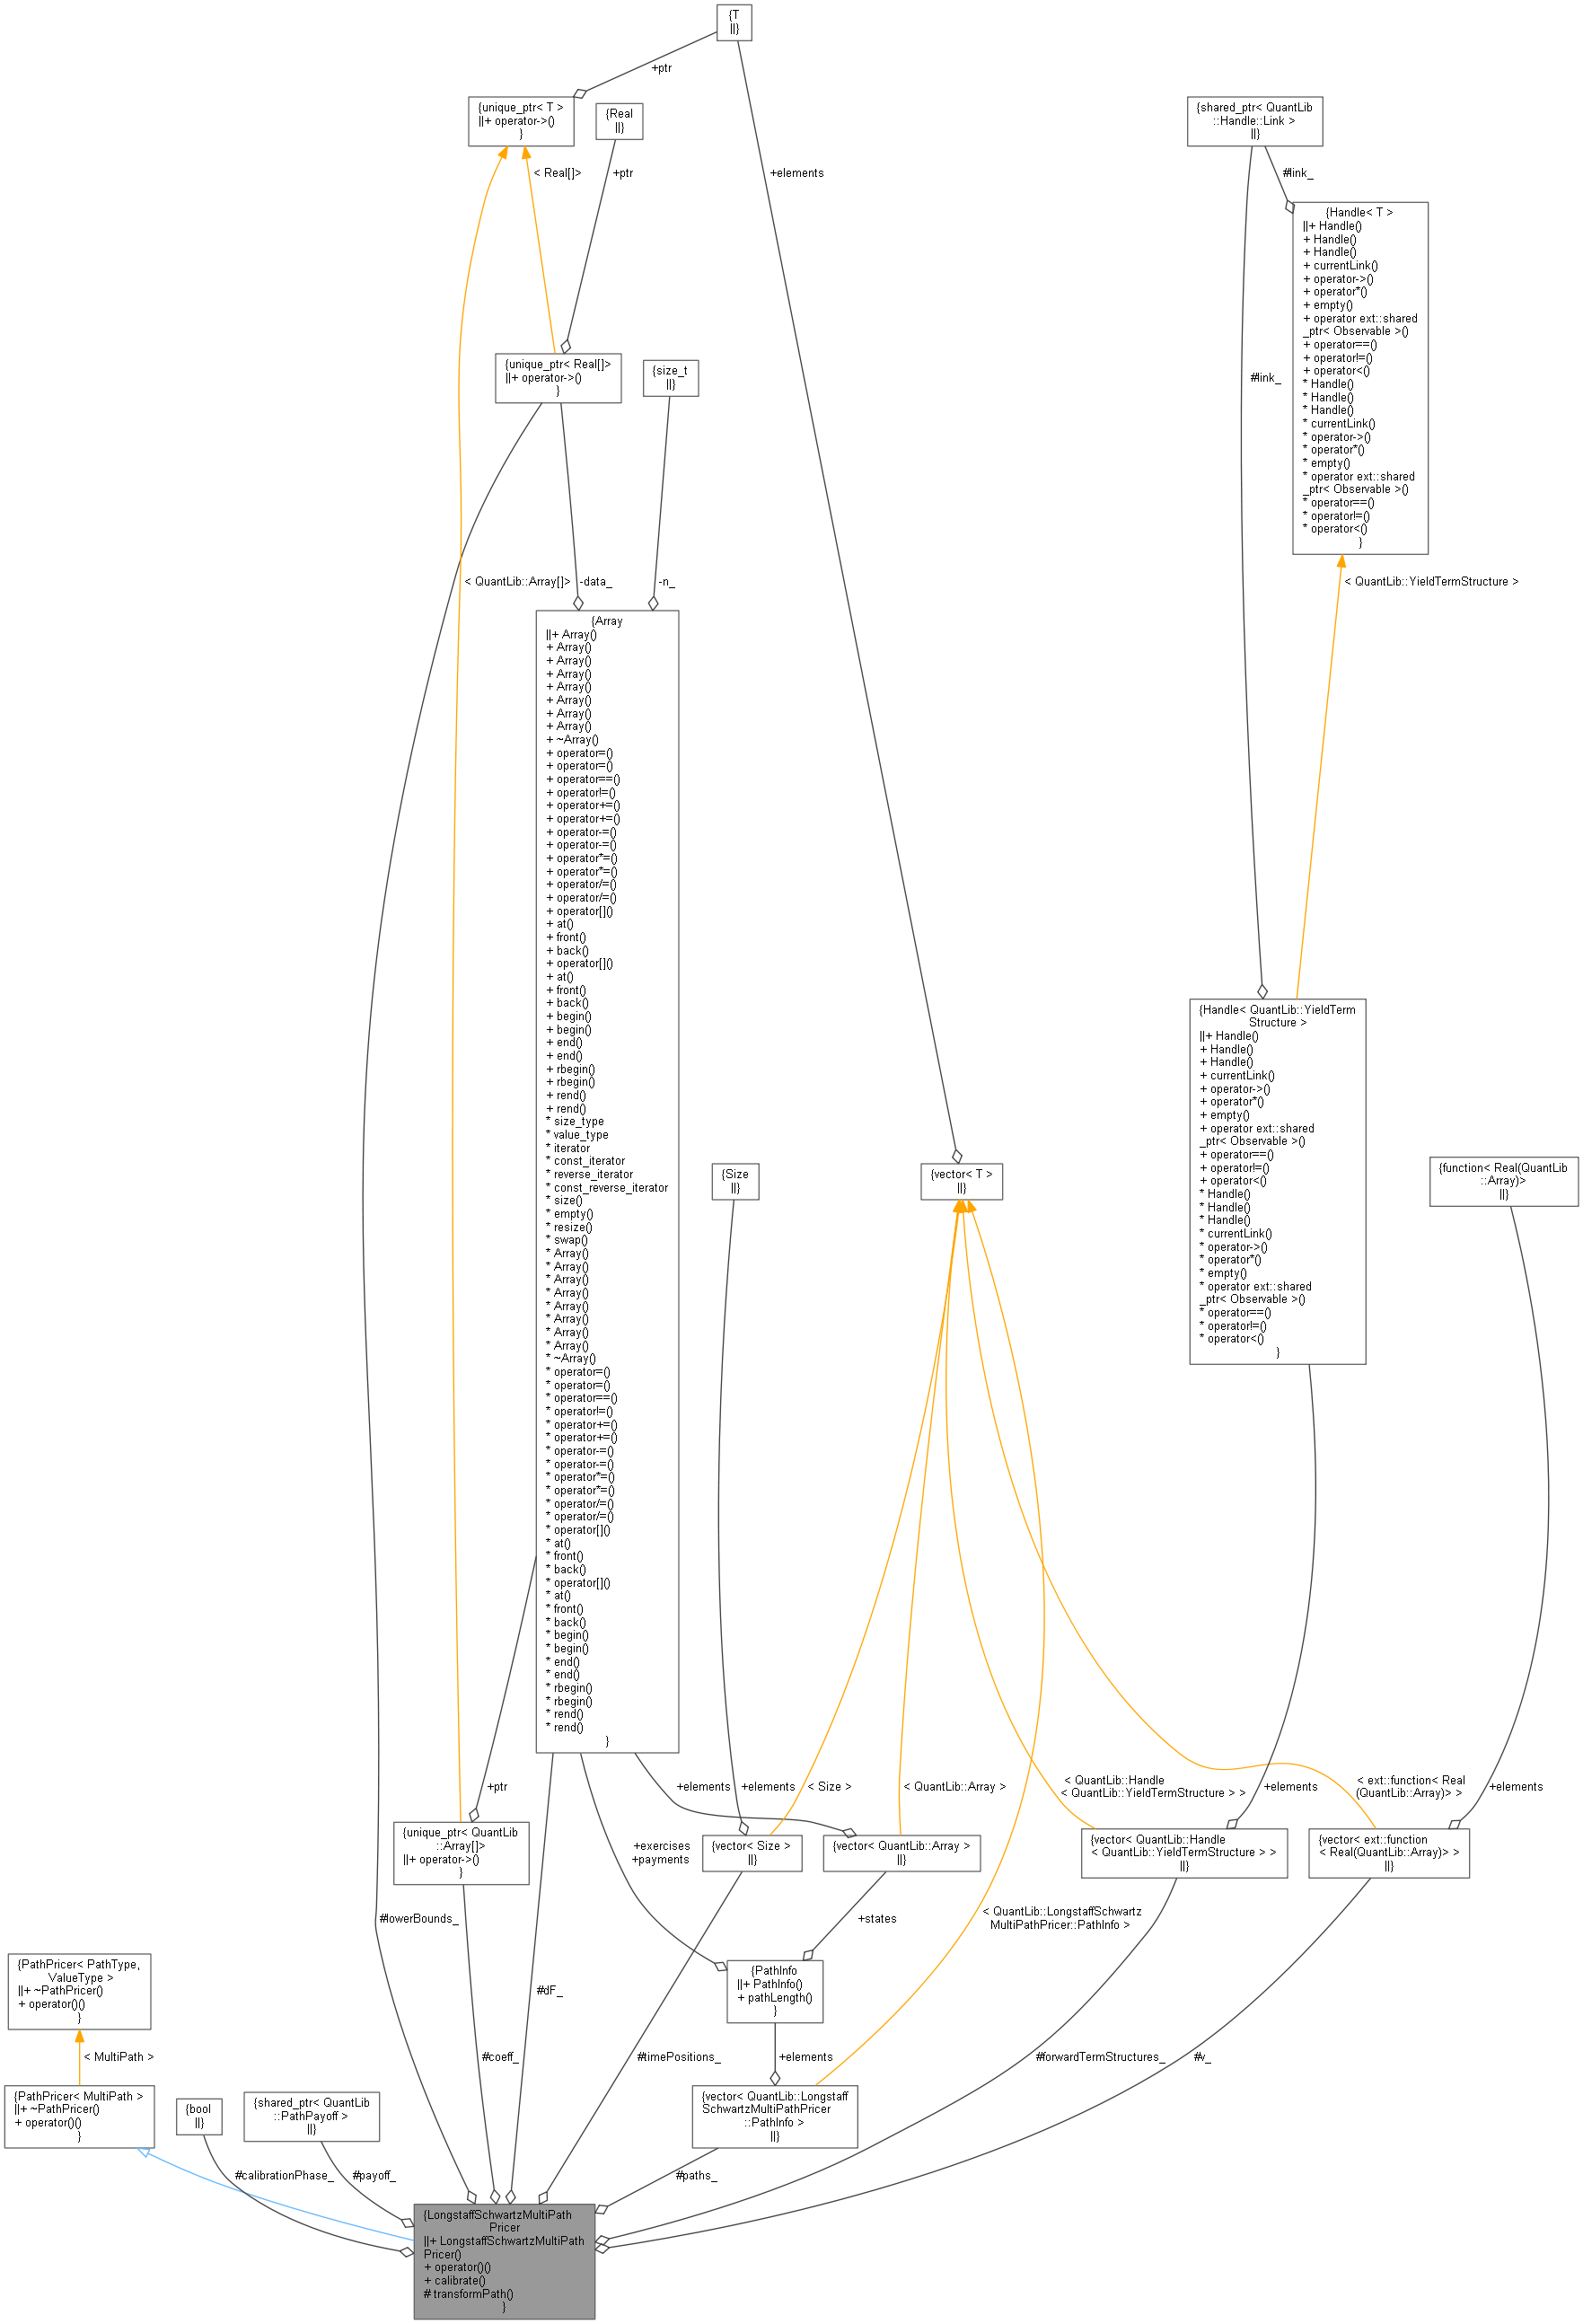 {T
||}
+ptr
{unique_ptr< T >
||+ operator->()
}
{Real
||}
{shared_ptr< QuantLib
::Handle::Link >
||}
< Real[]>
+ptr
+elements
#link_
{Handle< T >
||+ Handle()
+ Handle()
+ Handle()
+ currentLink()
+ operator->()
+ operator*()
+ empty()
+ operator ext::shared
_ptr< Observable >()
+ operator==()
+ operator!=()
+ operator<()
* Handle()
* Handle()
* Handle()
* currentLink()
* operator->()
* operator*()
* empty()
* operator ext::shared
_ptr< Observable >()
* operator==()
* operator!=()
* operator<()
}
{unique_ptr< Real[]>
||+ operator->()
}
{size_t
||}
#link_
< QuantLib::Array[]>
-data_
-n_
< QuantLib::YieldTermStructure >
{Array
||+ Array()
+ Array()
+ Array()
+ Array()
+ Array()
+ Array()
+ Array()
+ Array()
+ ~Array()
+ operator=()
+ operator=()
+ operator==()
+ operator!=()
+ operator+=()
+ operator+=()
+ operator-=()
+ operator-=()
+ operator*=()
+ operator*=()
+ operator/=()
+ operator/=()
+ operator[]()
+ at()
+ front()
+ back()
+ operator[]()
+ at()
+ front()
+ back()
+ begin()
+ begin()
+ end()
+ end()
+ rbegin()
+ rbegin()
+ rend()
+ rend()
* size_type
* value_type
* iterator
* const_iterator
* reverse_iterator
* const_reverse_iterator
* size()
* empty()
* resize()
* swap()
* Array()
* Array()
* Array()
* Array()
* Array()
* Array()
* Array()
* Array()
* ~Array()
* operator=()
* operator=()
* operator==()
* operator!=()
* operator+=()
* operator+=()
* operator-=()
* operator-=()
* operator*=()
* operator*=()
* operator/=()
* operator/=()
* operator[]()
* at()
* front()
* back()
* operator[]()
* at()
* front()
* back()
* begin()
* begin()
* end()
* end()
* rbegin()
* rbegin()
* rend()
* rend()
}
{Handle< QuantLib::YieldTerm
Structure >
||+ Handle()
+ Handle()
+ Handle()
+ currentLink()
+ operator->()
+ operator*()
+ empty()
+ operator ext::shared
_ptr< Observable >()
+ operator==()
+ operator!=()
+ operator<()
* Handle()
* Handle()
* Handle()
* currentLink()
* operator->()
* operator*()
* empty()
* operator ext::shared
_ptr< Observable >()
* operator==()
* operator!=()
* operator<()
}
{Size
||}
{vector< T >
||}
{function< Real(QuantLib
::Array)>
||}
+ptr
+elements
+elements
< Size >
< QuantLib::Array >
< QuantLib::Handle
< QuantLib::YieldTermStructure > >
+elements
< ext::function< Real
(QuantLib::Array)> >
+elements
{unique_ptr< QuantLib
::Array[]>
||+ operator->()
}
+exercises
+payments
{vector< Size >
||}
{vector< QuantLib::Array >
||}
{vector< QuantLib::Handle
< QuantLib::YieldTermStructure > >
||}
{vector< ext::function
< Real(QuantLib::Array)> >
||}
#lowerBounds_
+states
< QuantLib::LongstaffSchwartz
MultiPathPricer::PathInfo >
{PathPricer< PathType,
ValueType >
||+ ~PathPricer()
+ operator()()
}
{PathInfo
||+ PathInfo()
+ pathLength()
}
#dF_
< MultiPath >
#coeff_
#timePositions_
+elements
#forwardTermStructures_
#v_
{PathPricer< MultiPath >
||+ ~PathPricer()
+ operator()()
}
{bool
||}
{shared_ptr< QuantLib
::PathPayoff >
||}
{vector< QuantLib::Longstaff
SchwartzMultiPathPricer
::PathInfo >
||}
#calibrationPhase_
#payoff_
#paths_
{LongstaffSchwartzMultiPath
Pricer
||+ LongstaffSchwartzMultiPath
Pricer()
+ operator()()
+ calibrate()
# transformPath()
}